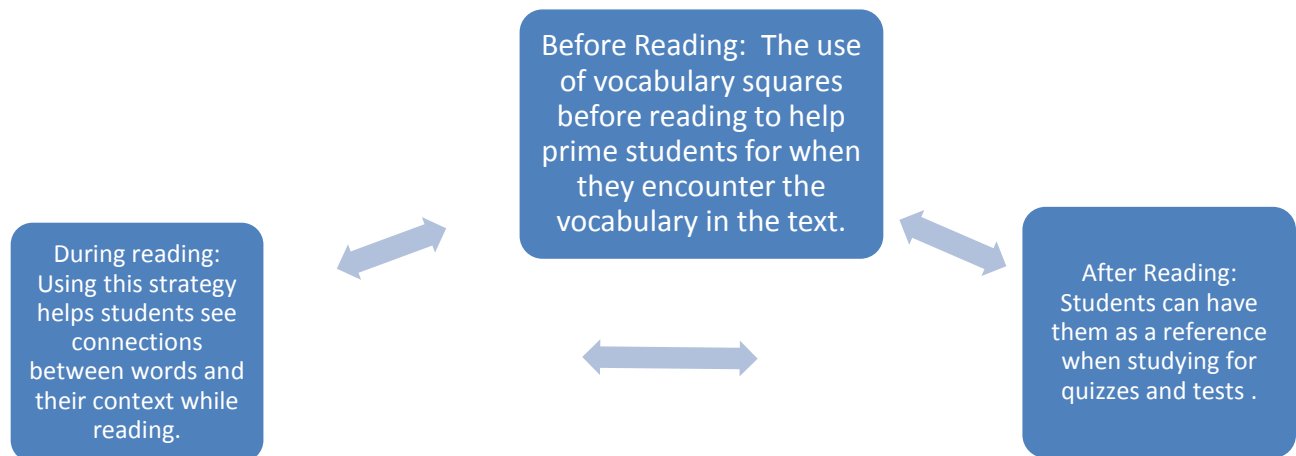 Before Reading:  The use
of vocabulary squares
before reading to help
prime students for when
they encounter the
vocabulary in the text.
During reading:
Using this strategy
helps students see
connections
between words and
their context while
reading.
After Reading:
Students can have
them as a reference
when studying for
quizzes and tests .